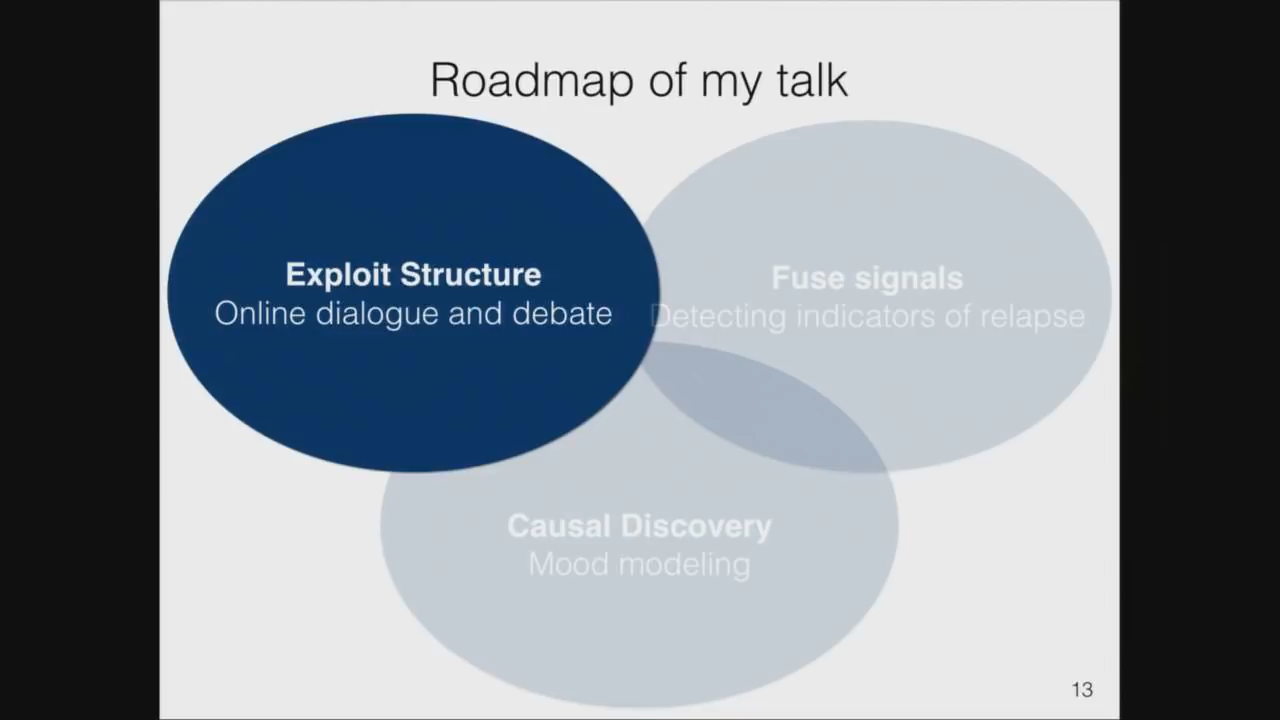 Roadmap of my talk
Exploit Structure
Online dialogue and debate
Fuse signals
Detecting indicators of relapse
Causal Discovery
Mood modeling
13